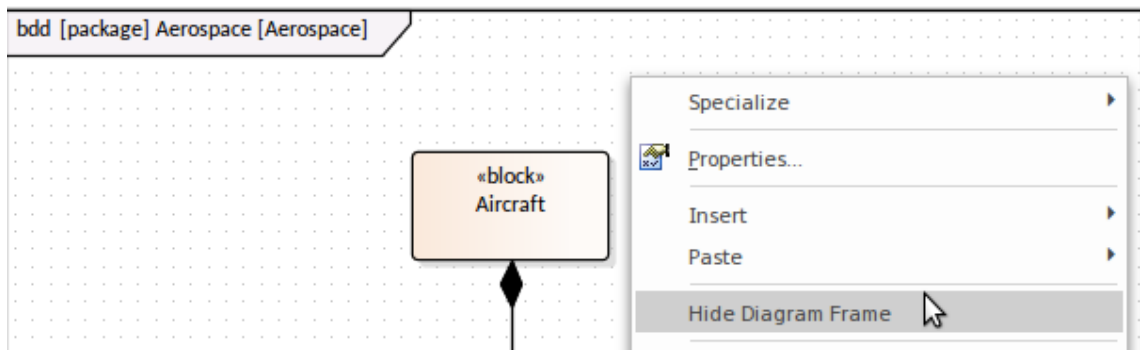 bdd [package] Aerospace [Aerospace]
«block»
Aircraft
Specialize
Properties...
Insert
Paste
Hide Diagram Frame